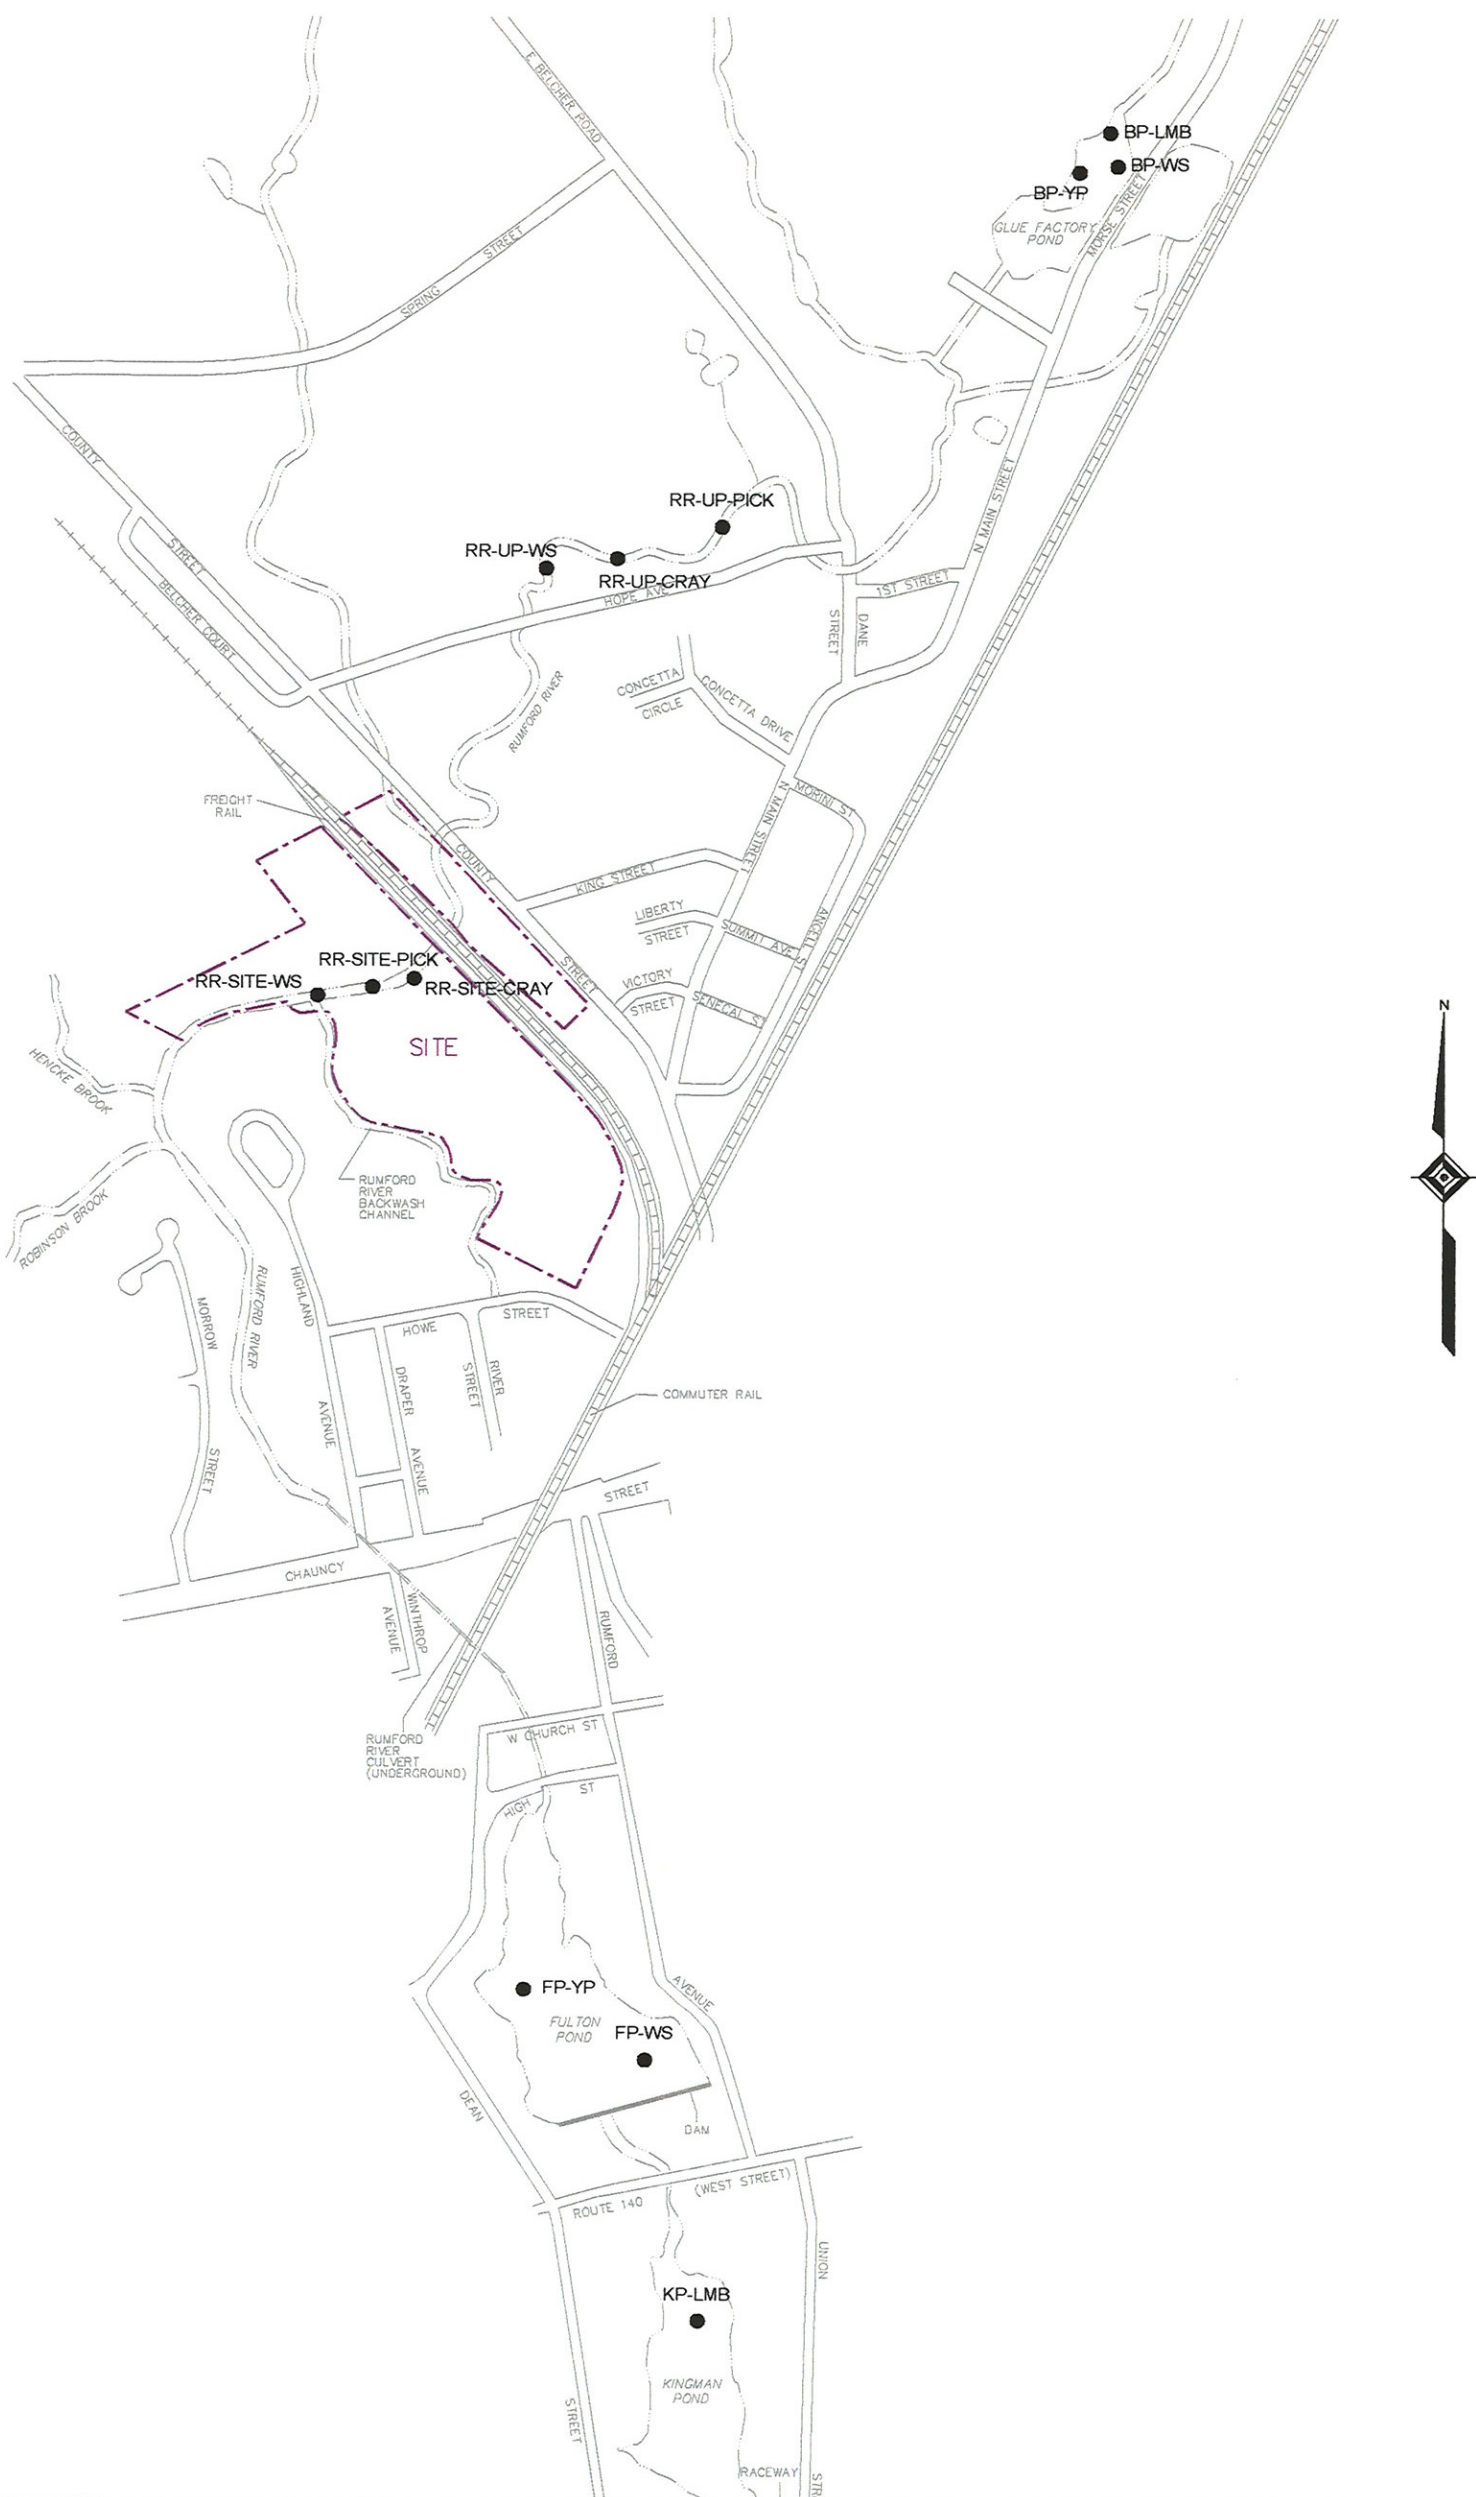 E BELCHER ROAD
BP-LMB
BP-WS
BP-YP
MORSE STREET
GLUE FACTORY
POND
SPRING
STREET
COUNTY
STREET
BELCHER COURT
N MAIN STREET
RR-UP-PICK
RR-UP-WS
RR-UP-CRAY
HOPE AVE
1ST STREET
DANE
STREET
CONCETTA
CIRCLE
CONCETTA DRIVE
RUMFORD RIVER
FREIGHT
RAIL
MORINI ST
N MAIN STREET
COUNTY
STREET
KING STREET
LIBERTY
STREET
SUMMIT AVE
ANGELL ST
VICTORY
STREET
SENECAL ST
RR-SITE-PICK
RR-SITE-WS
RR-SITE-CRAY
SITE
N
HENCKE BROOK
ROBINSON BROOK
RUMFORD
RIVER
BACKWASH
CHANNEL
RUMFORD RIVER
HIGHLAND
AVENUE
MORROW
STREET
HOWE
STREET
DRAPER
AVENUE
RIVER
STREET
COMMUTER RAIL
STREET
CHAUNCY
WINTHROP
AVENUE
RUMFORD
AVENUE
RUMFORD
RIVER
CULVERT
(UNDERGROUND)
W CHURCH ST
HIGH
ST
FP-YP
FULTON
POND
FP-WS
DAM
DEAN
STREET
ROUTE 140
(WEST STREET)
UNION
KP-LMB
KINGMAN
POND
RACEWAY
STR